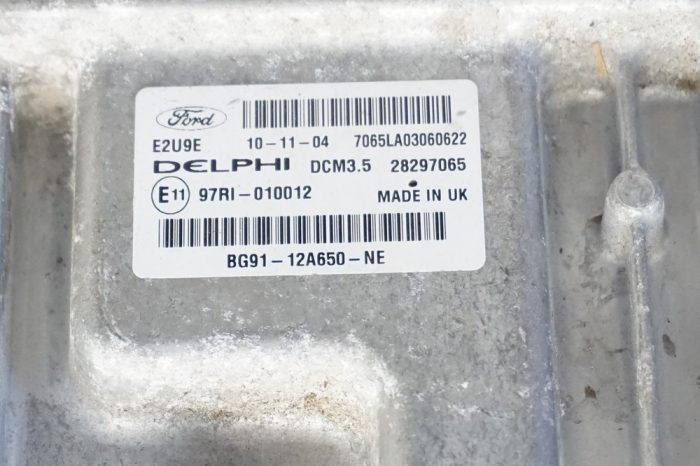 Ford
E2U9E 10-11-04 7065LA03060622
DELPHI DCM3.5 28297065
E11 97RI-010012 MADE IN UK
BG91-12A650-NE